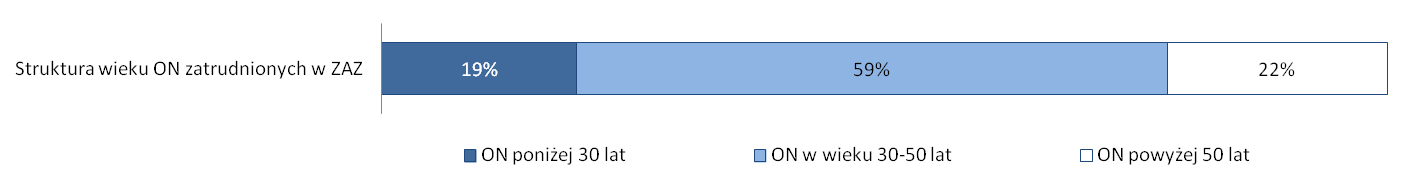 Struktura wieku ON zatrudnionych w ZAZ
19% 59% 22%
ON poniżej 30 lat ON w wieku 30-50 lat ON powyżej 50 lat